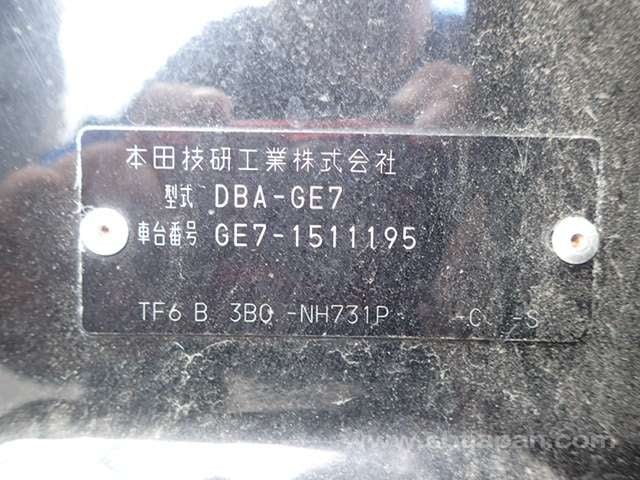 本田技研工業株式会社
型式 DBA-GE7
車台番号 GE7-1511195
TF6 B 3B0 -NH731P- -C -S